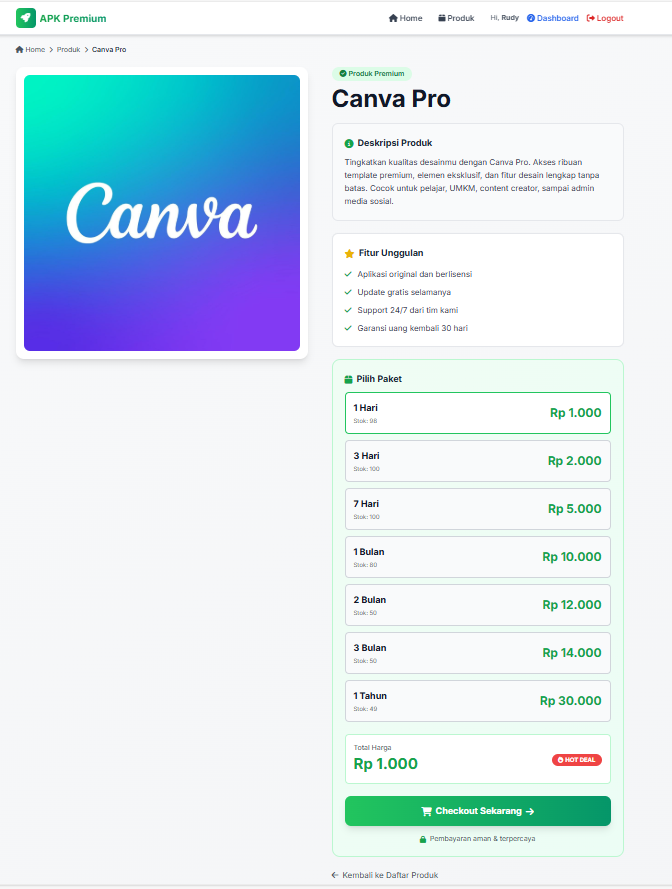 APK Premium
Home
Produk
Hi, Rudy
Dashboard
Logout
Home > Produk > Canva Pro
Canva
Produk Premium
Canva Pro
Deskripsi Produk
Tingkatkan kualitas desainmu dengan Canva Pro. Akses ribuan
template premium, elemen eksklusif, dan fitur desain lengkap tanpa
batas. Cocok untuk pelajar, UMKM, content creator, sampai admin
media sosial.
Fitur Unggulan
Aplikasi original dan berlisensi
Update gratis selamanya
Support 24/7 dari tim kami
Garansi uang kembali 30 hari
Pilih Paket
1 Hari
Stok: 98
Rp 1.000
3 Hari
Stok: 100
Rp 2.000
7 Hari
Stok: 100
Rp 5.000
1 Bulan
Stok: 80
Rp 10.000
2 Bulan
Stok: 50
Rp 12.000
3 Bulan
Stok: 50
Rp 14.000
1 Tahun
Stok: 49
Rp 30.000
Total Harga
Rp 1.000
HOT DEAL
Checkout Sekarang →
Pembayaran aman & terpercaya
← Kembali ke Daftar Produk